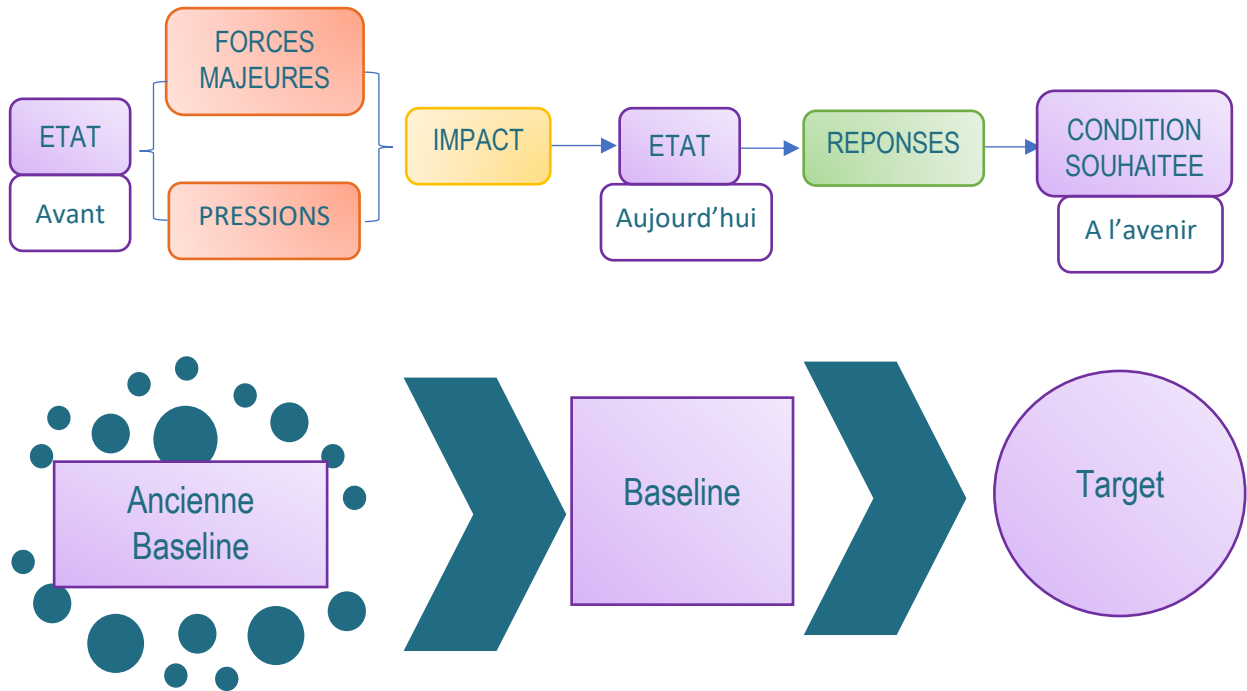 FORCES
MAJEURES
ETAT
Avant
PRESSIONS
IMPACT
ETAT
Aujourd’hui
REPONSES
CONDITION
SOUHAITEE
A l’avenir
Ancienne
Baseline
Baseline
Target